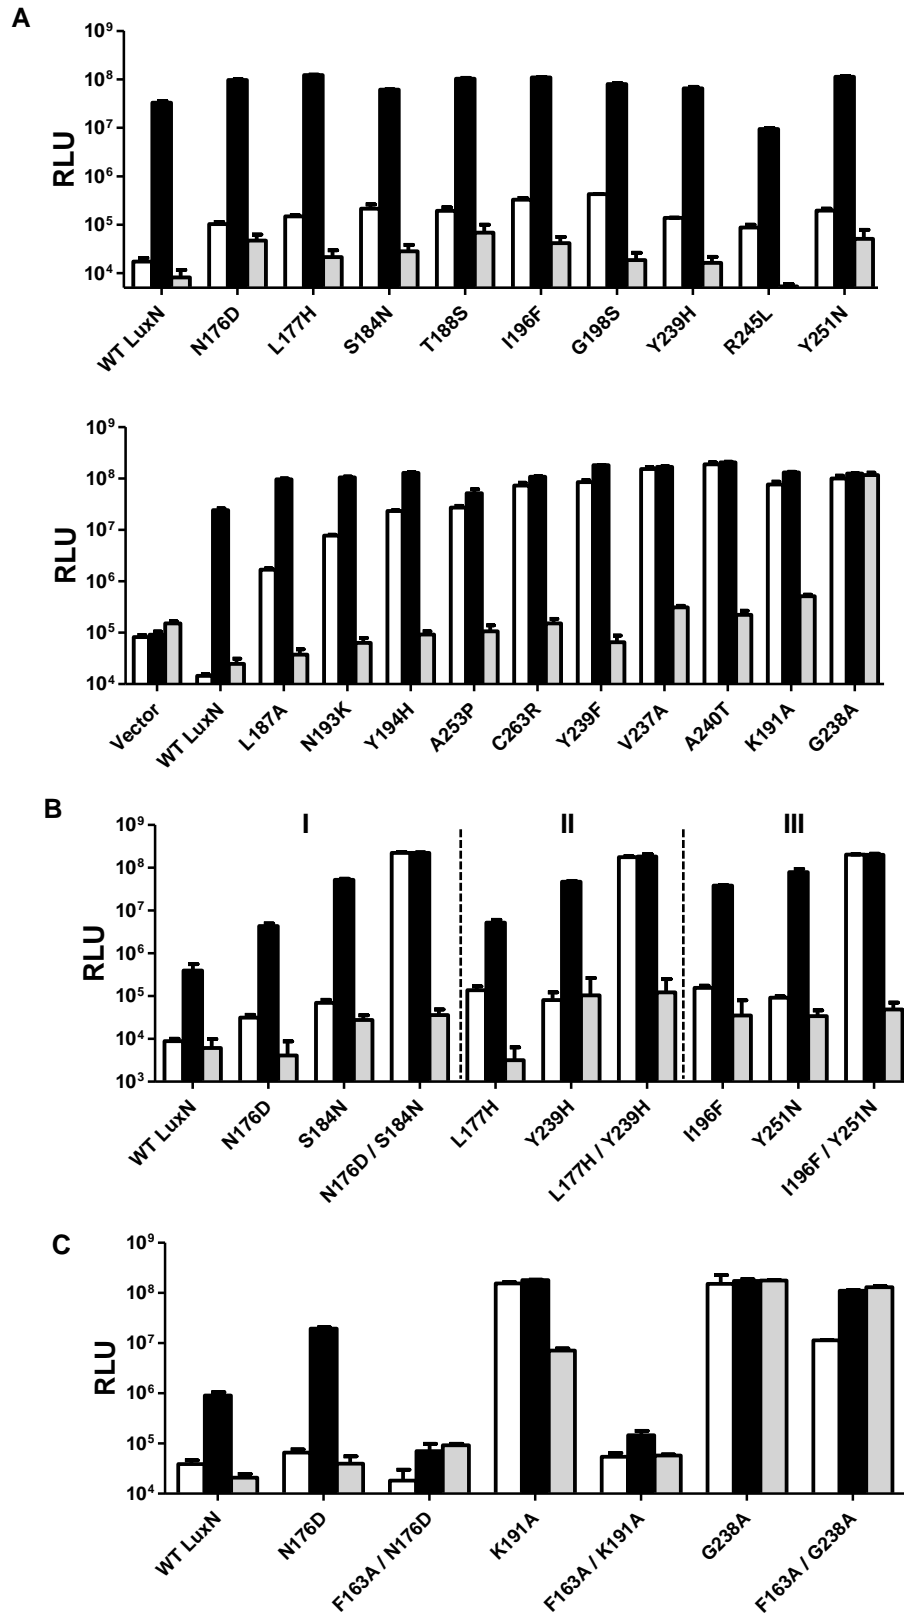 A
10⁹
10⁸
10⁷
10⁶
10⁵
10⁴
RLU
WT LuxN
N176D
L177H
S184N
T188S
I196F
G198S
Y239H
R245L
Y251N
10⁹
10⁸
10⁷
10⁶
10⁵
10⁴
RLU
Vector
WT LuxN
L187A
N193K
Y194H
A253P
C263R
Y239F
V237A
A240T
K191A
G238A
B
I
II
III
10⁹
10⁸
10⁷
10⁶
10⁵
10⁴
10³
RLU
WT LuxN
N176D
S184N
N176D / S184N
L177H
Y239H
L177H / Y239H
I196F
Y251N
I196F / Y251N
C
10⁹
10⁸
10⁷
10⁶
10⁵
10⁴
RLU
WT LuxN
N176D
F163A / N176D
K191A
F163A / K191A
G238A
F163A / G238A